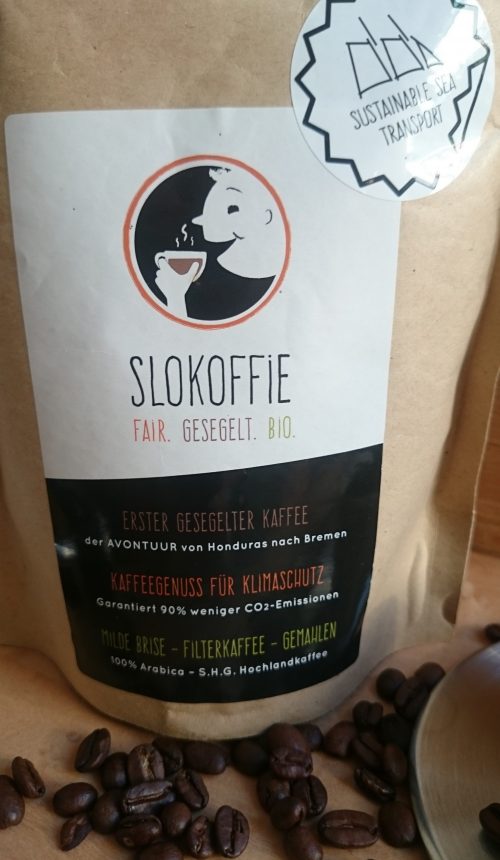 SUSTAINABLE SEA
TRANSPORT
SLOKOFFIE
FAIR. GESEGELT. BIO.
ERSTER GESEGELTER KAFFEE
der AVONTUUR von Honduras nach Bremen
KAFFEEGENUSS FÜR KLIMASCHUTZ
Garantiert 90% weniger CO2-Emissionen
MILDE BRISE - FILTERKAFFEE - GEMAHLEN
100% Arabica - S.H.G. Hochlandkaffee